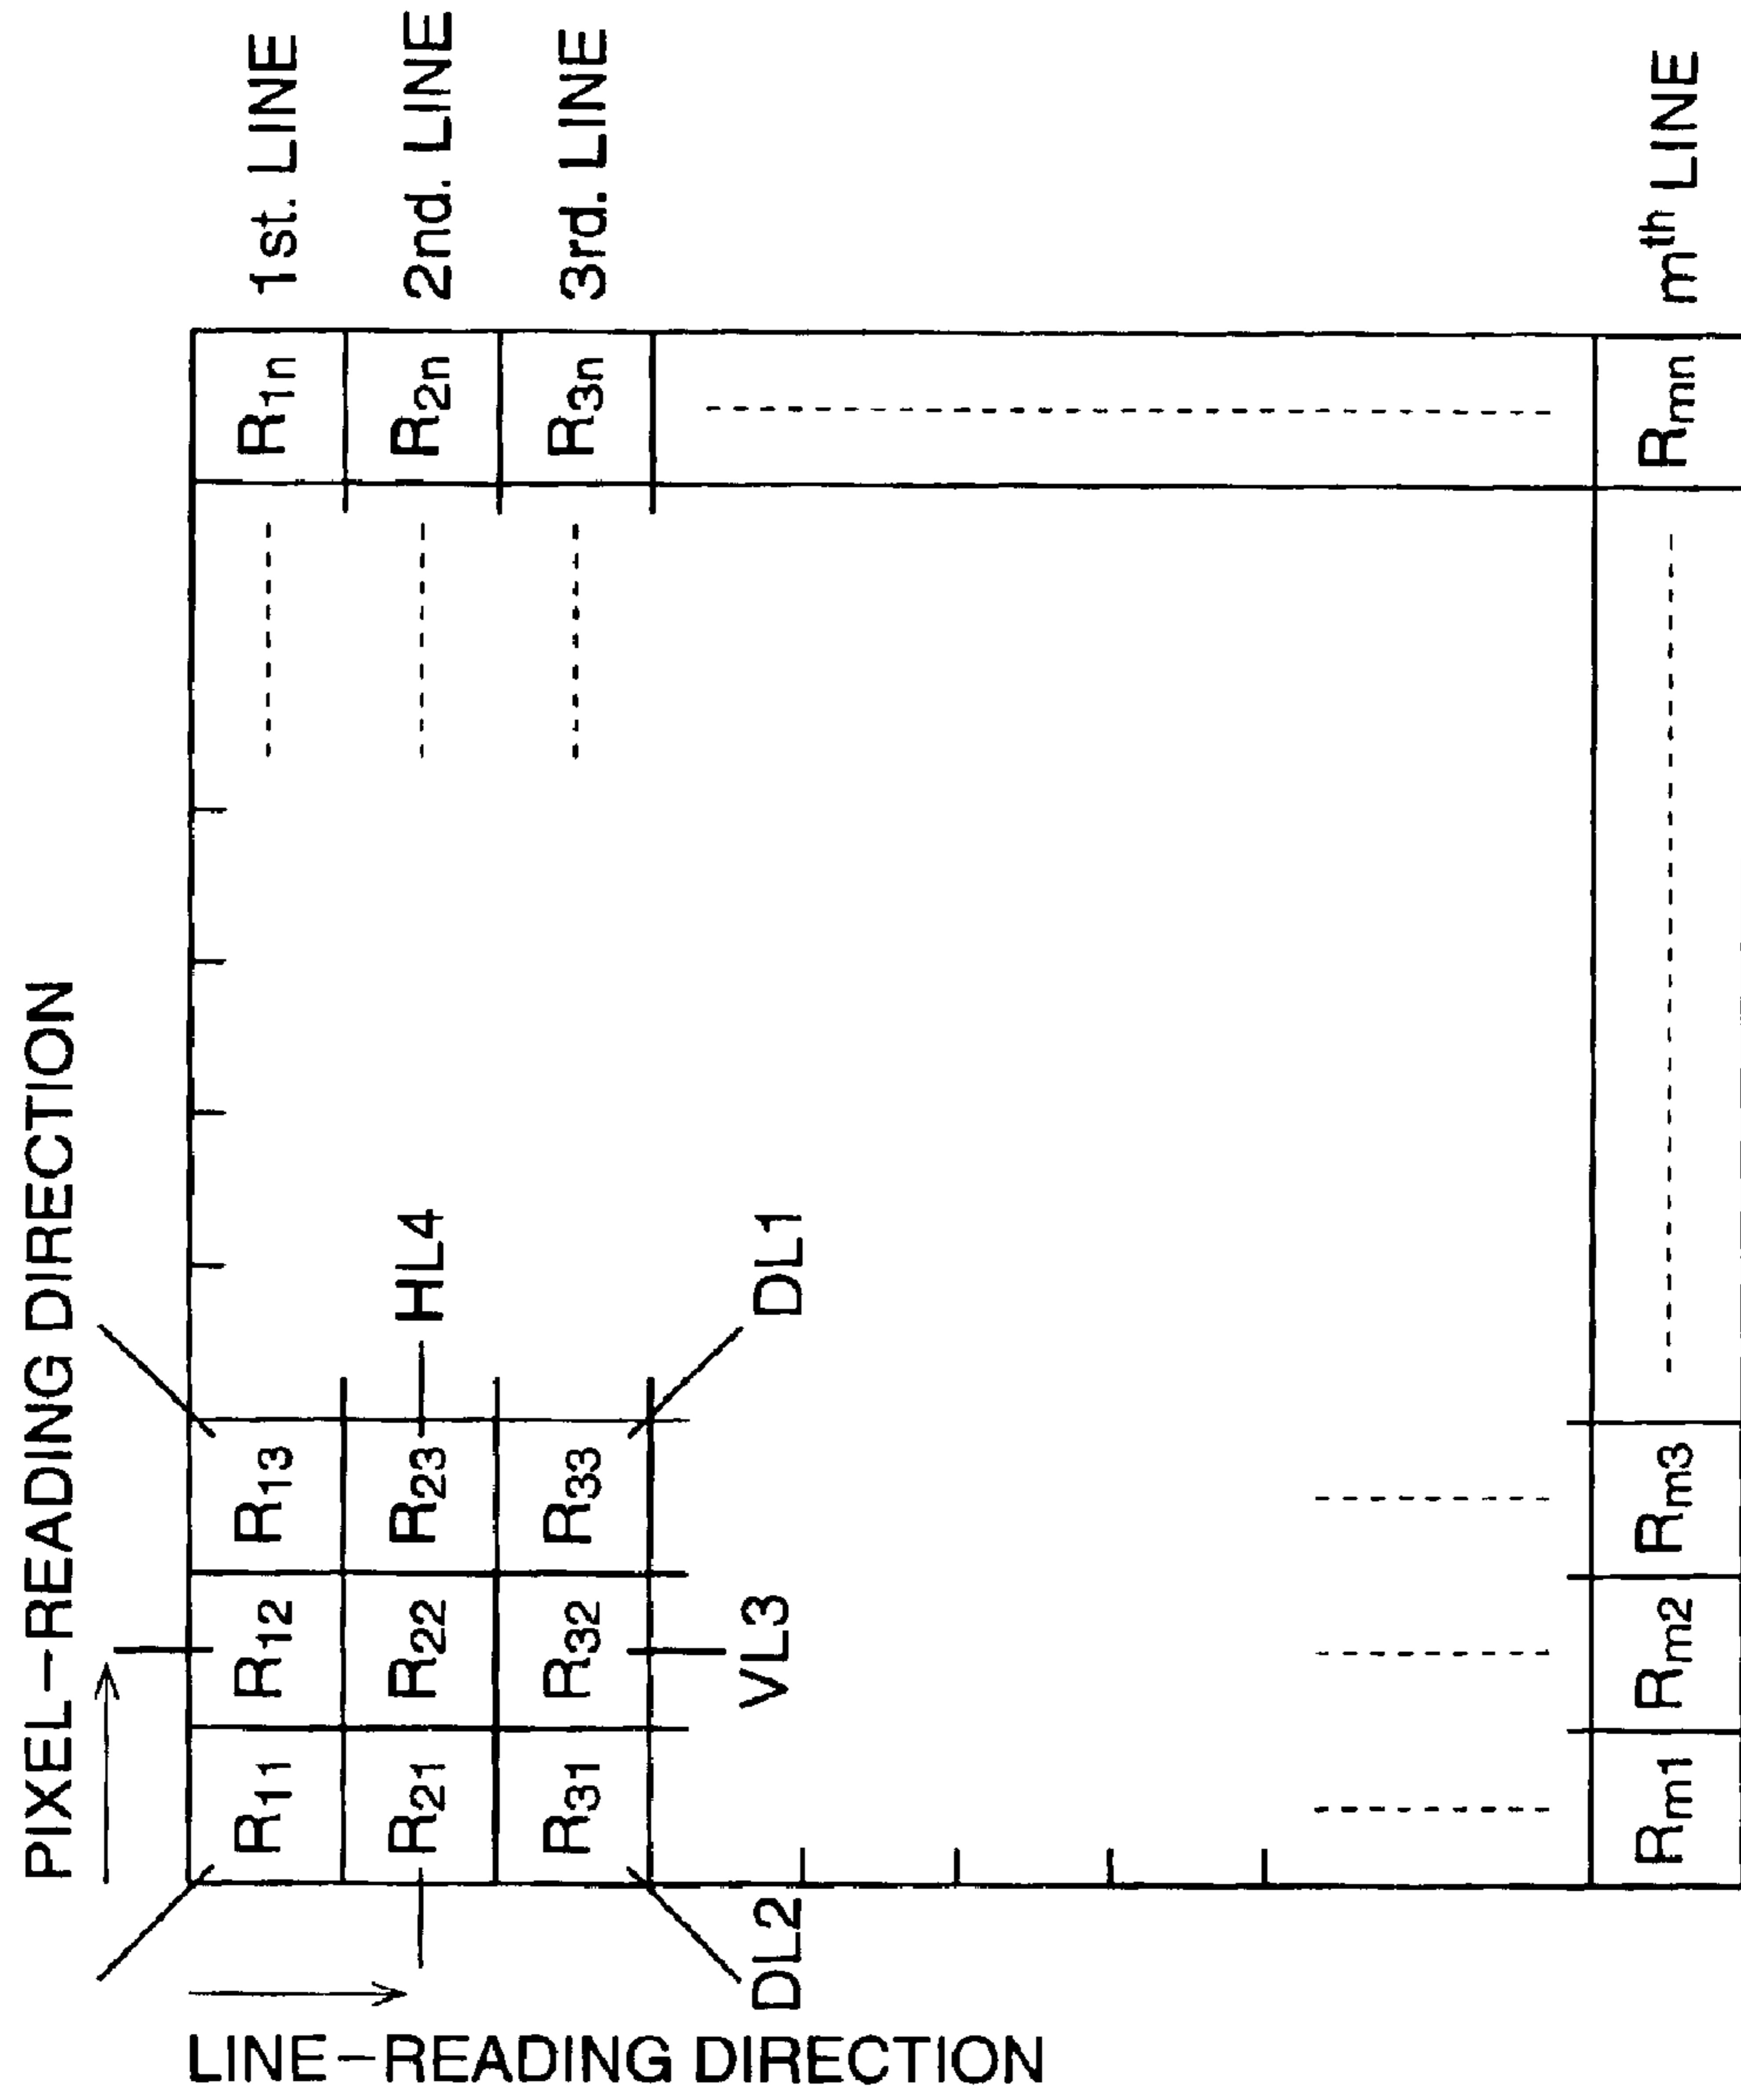 PIXEL-READING DIRECTION
LINE-READING DIRECTION
R11 R12 R13 R1n 1st. LINE
R21 R22 R23 HL4 R2n 2nd. LINE
R31 R32 R33 R3n 3rd. LINE
DL2 VL3 DL1
Rm1 Rm2 Rm3 Rmn mth LINE